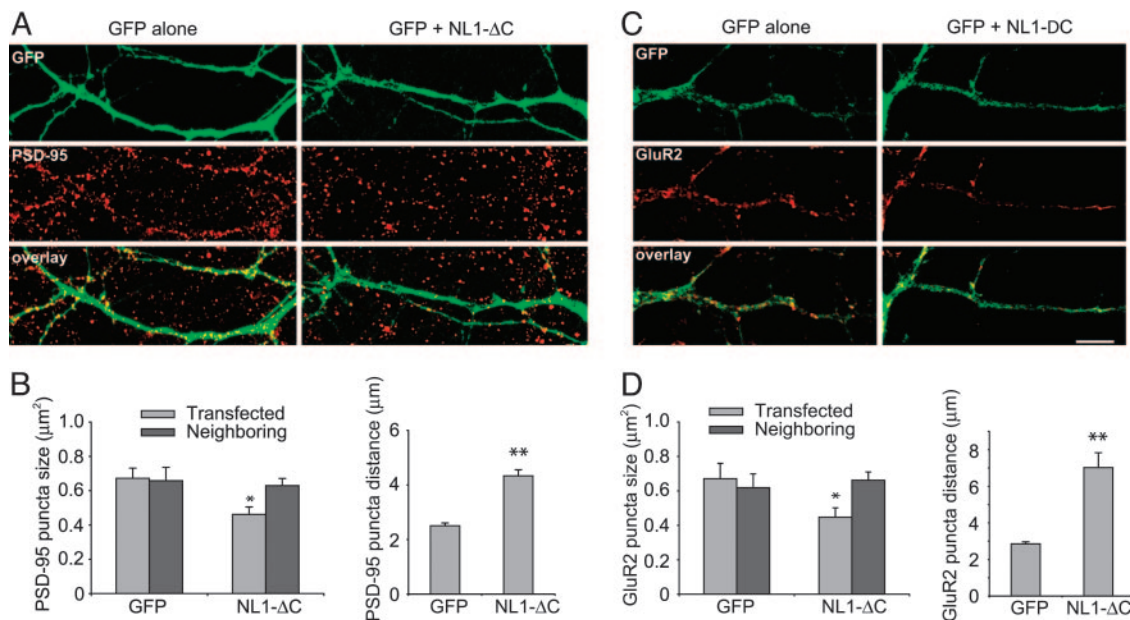 A
GFP alone
GFP + NL1-ΔC
GFP
PSD-95
overlay
C
GFP alone
GFP + NL1-DC
GFP
GluR2
overlay
B
PSD-95 puncta size (μm²)
1.0
0.8
0.6
0.4
0.2
0
Transfected
Neighboring
*
GFP
NL1-ΔC
PSD-95 puncta distance (μm)
6
4
2
0
**
GFP
NL1-ΔC
D
GluR2 puncta size (μm²)
1.0
0.8
0.6
0.4
0.2
0
Transfected
Neighboring
*
GFP
NL1-ΔC
GluR2 puncta distance (μm)
8
6
4
2
0
**
GFP
NL1-ΔC